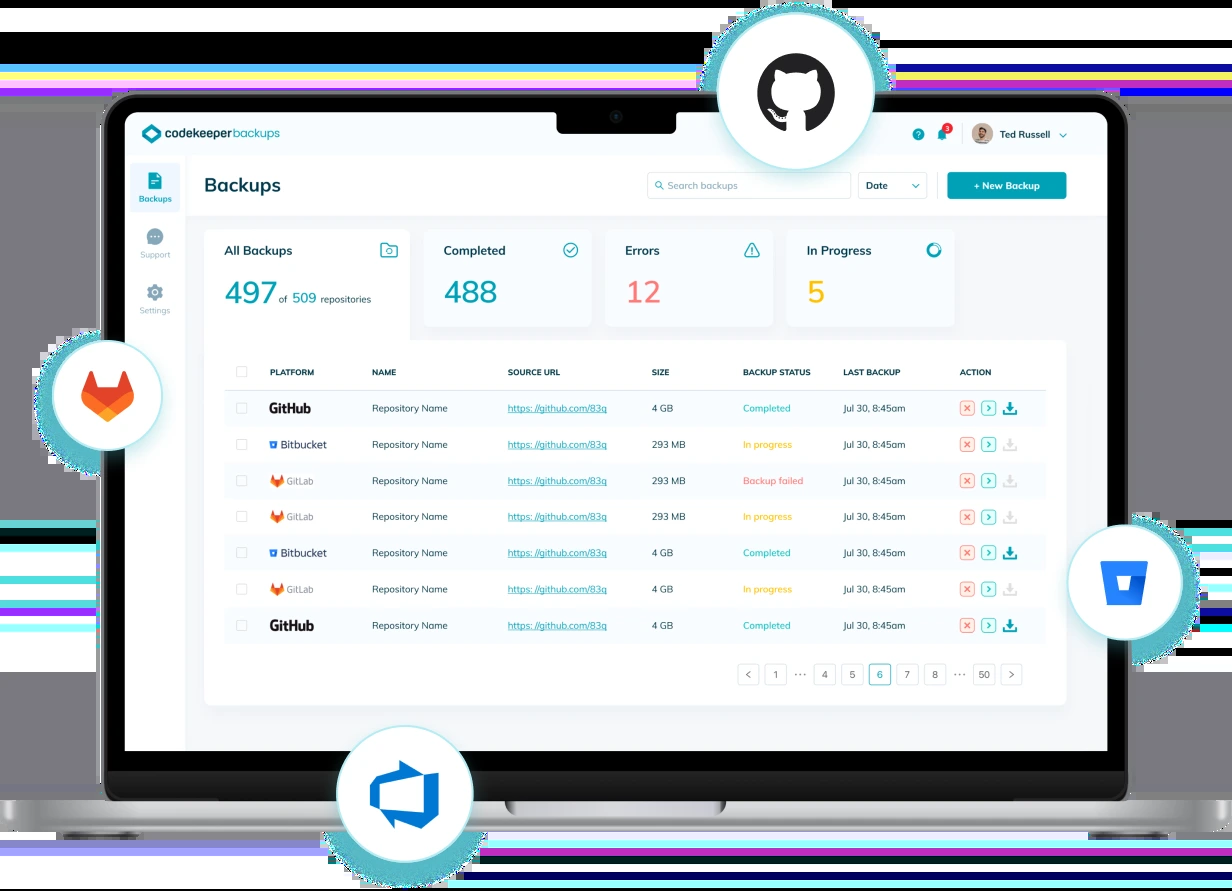 codekeeperbackups
3
Ted Russell
Backups
Search backups
Date
+ New Backup
Backups
Support
Settings
All Backups
497 of 509 repositories
Completed
488
Errors
12
In Progress
5
PLATFORM NAME SOURCE URL SIZE BACKUP STATUS LAST BACKUP ACTION
GitHub Repository Name https: //github.com/83q 4 GB Completed Jul 30, 8:45am
Bitbucket Repository Name https: //github.com/83q 293 MB In progress Jul 30, 8:45am
GitLab Repository Name https: //github.com/83q 293 MB Backup failed Jul 30, 8:45am
GitLab Repository Name https: //github.com/83q 293 MB In progress Jul 30, 8:45am
Bitbucket Repository Name https: //github.com/83q 4 GB Completed Jul 30, 8:45am
GitLab Repository Name https: //github.com/83q 4 GB In progress Jul 30, 8:45am
GitHub Repository Name https: //github.com/83q 4 GB Completed Jul 30, 8:45am
< 1 ··· 4 5 6 7 8 ··· 50 >